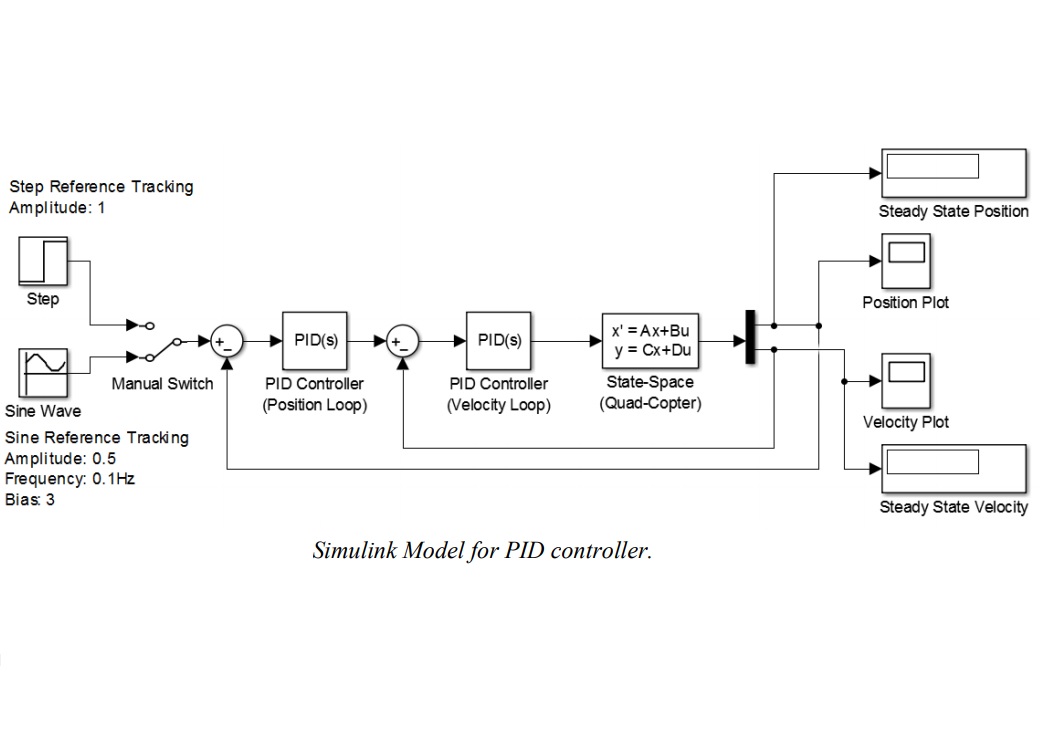 Step Reference Tracking
Amplitude: 1
Step
Sine Wave
Sine Reference Tracking
Amplitude: 0.5
Frequency: 0.1Hz
Bias: 3
Manual Switch
+
−
PID(s)
PID Controller
(Position Loop)
+
−
PID(s)
PID Controller
(Velocity Loop)
x' = Ax+Bu
y = Cx+Du
State-Space
(Quad-Copter)
Steady State Position
Position Plot
Velocity Plot
Steady State Velocity
Simulink Model for PID controller.